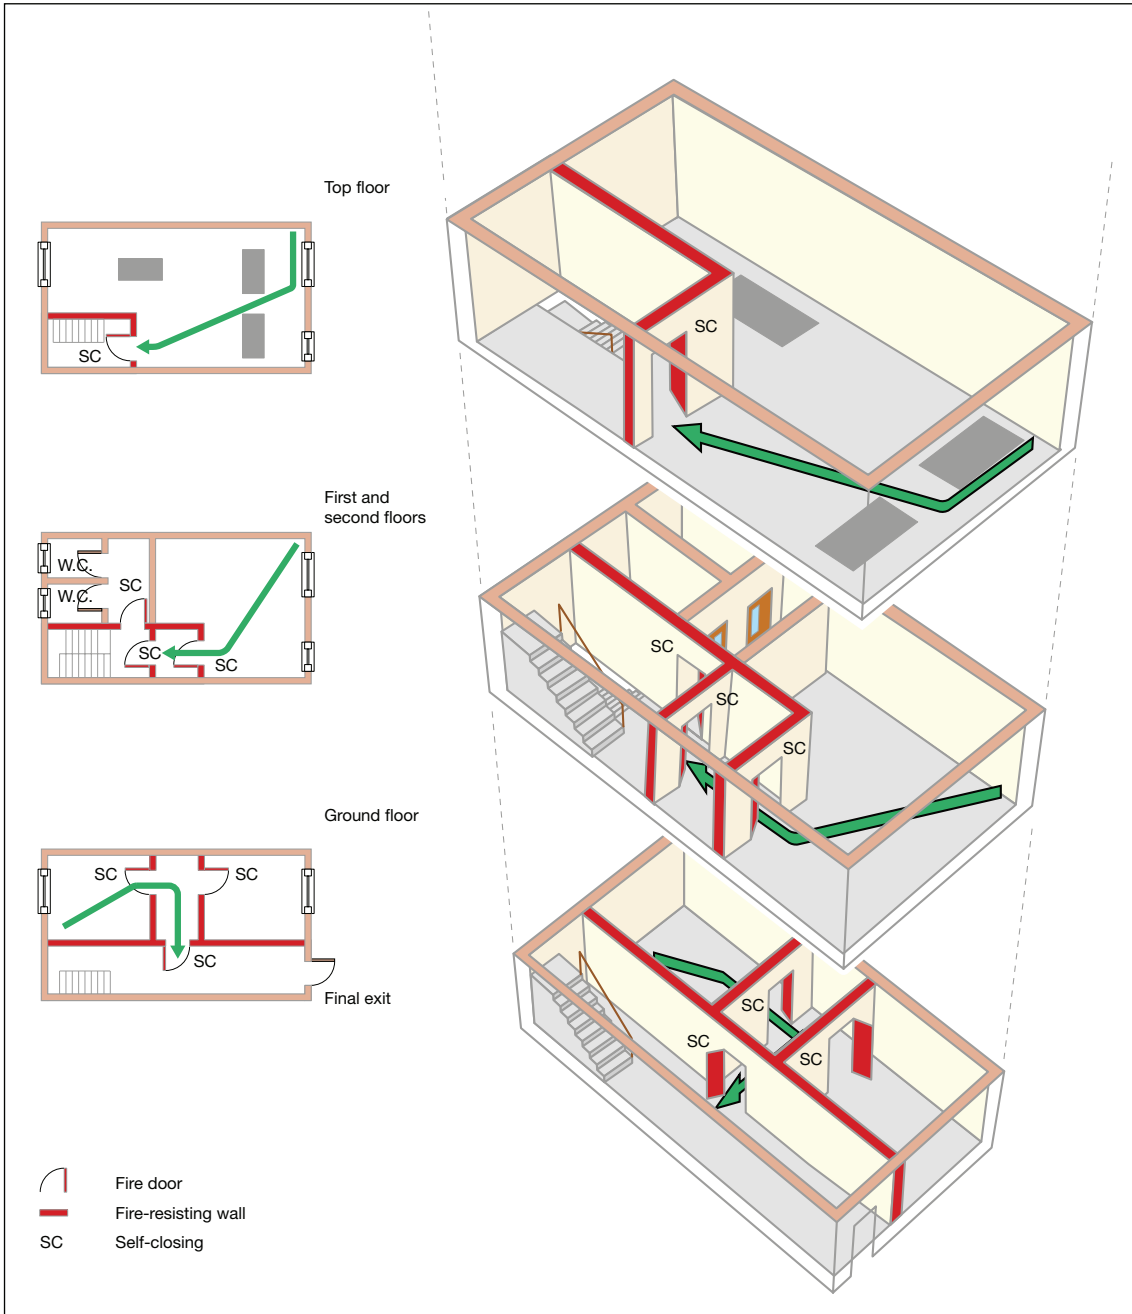 Top floor
SC
SC
First and
second floors
W.C.
W.C.
SC
SC
SC
SC
SC
SC
Ground floor
SC
SC
SC
Final exit
SC
SC
SC
Fire door
Fire-resisting wall
SC
Self-closing